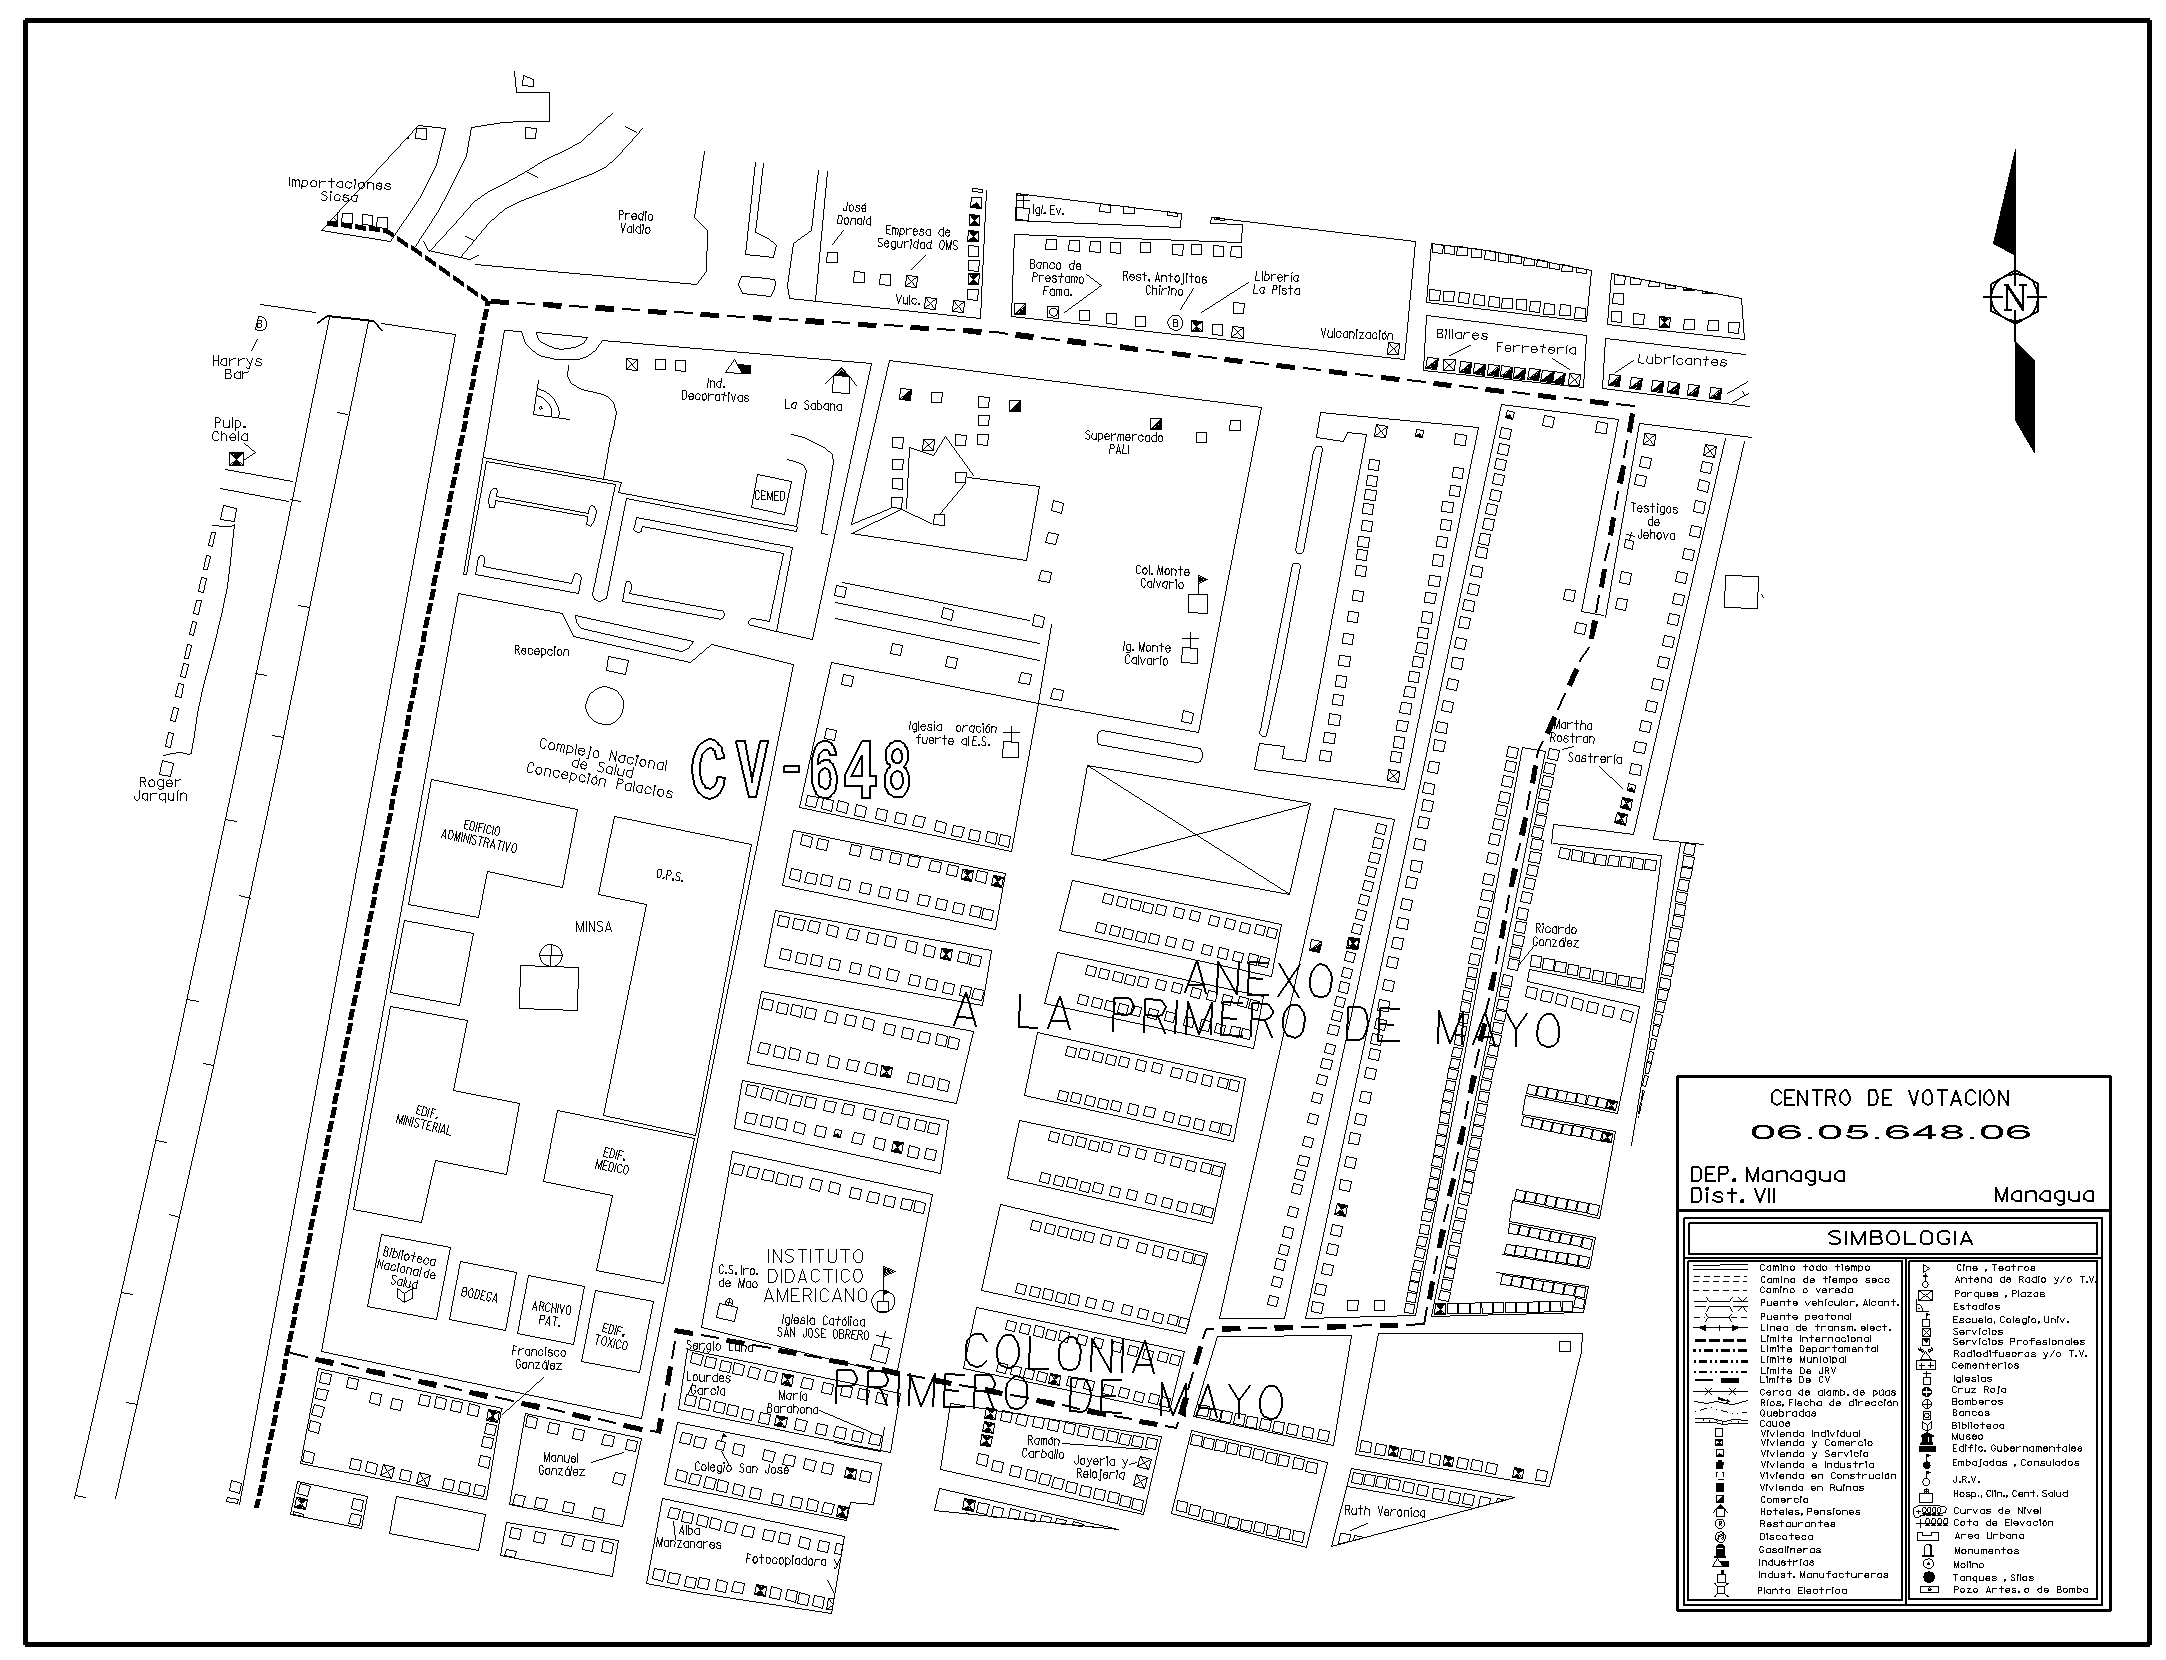 Importaciones
Siasa
Predio
Valdio
José
Donald
Empresa de
Seguridad OMS
Vulc.
Igl. Ev.
Banco de
Prestamo
Fama.
Rest. Antojitos
Chirino
Librería
La Pista
Vulcanización
Billares
Ferretería
Lubricantes
N
B
Harrys
Bar
Pulp.
Chela
Ind.
Decorativas
La Sabana
Supermercado
PALI
CEMED
Testigos
de
Jehova
Col. Monte
Calvario
Ig. Monte
Calvario
Recepcion
Complejo Nacional
de Salud
Concepción Palacios
CV-648
Iglesia oración
fuerte al E.S.
Martha
Rostran
Sastrería
Roger
Jarquín
EDIFICIO
ADMINISTRATIVO
O.P.S.
MINSA
Ricardo
González
ANEXO
A LA PRIMERO DE MAYO
EDIF.
MINISTERIAL
EDIF.
MEDICO
Biblioteca
Nacional de
Salud
BODEGA
ARCHIVO
PAT.
EDIF.
TOXICO
C.S. Iro.
de Mao
INSTITUTO
DIDACTICO
AMERICANO
Iglesia Católica
SAN JOSE OBRERO
Francisco
González
Sergio Luna
Lourdes
García
María
Barahona
COLONIA
PRIMERO DE MAYO
Manuel
González
Colegio San José
Ramón
Carballo
Joyería y
Relojería
Ruth Veronica
Alba
Manzanares
Fotocopiadora y
CENTRO DE VOTACION
06.05.648.06
DEP. Managua
Dist. VII Managua
SIMBOLOGIA
Camino todo tiempo
Camino de tiempo seco
Camino o vereda
Puente vehicular, Alcant.
Puente peatonal
Linea de transm. elect.
Limite Internacional
Limite Departamental
Limite Municipal
Limite De JRV
Limite De CV
Cerca de alamb. de púas
Ríos, Flecha de dirección
Quebradas
Cauce
Vivienda Individual
Vivienda y Comercio
Vivienda y Servicio
Vivienda e Industria
Vivienda en Construción
Vivienda en Ruinas
Comercio
Hoteles, Pensiones
Restaurantes
Discoteca
Gasolineras
Industrias
Indust. Manufactureras
Planta Electrica
Cine , Teatros
Antena de Radio y/o T.V.
Parques , Plazas
Estadios
Escuela, Colegio, Univ.
Servicios
Servicios Profesionales
Radiodifusoras y/o T.V.
Cementerios
Iglesias
Cruz Roja
Bomberos
Bancos
Biblioteca
Museo
Edific. Gubernamentales
Embajadas , Consulados
J.R.V.
Hosp., Clin., Cent. Salud
Curvas de Nivel
Cota de Elevación
Area Urbana
Monumentos
Molino
Tanques , Silos
Pozo Artes. o de Bomba